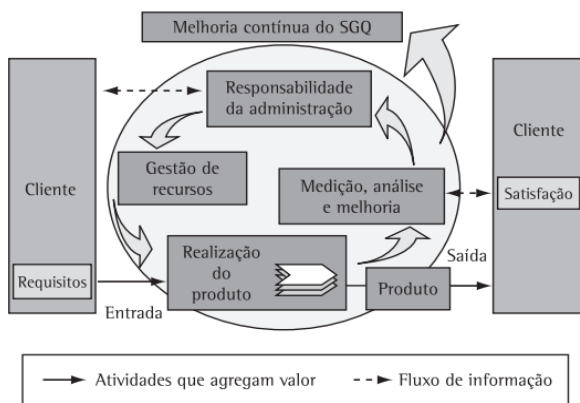 Melhoria contínua do SGQ
Responsabilidade
da administração
Cliente
Gestão de
recursos
Medição, análise
e melhoria
Cliente
Satisfação
Requisitos
Entrada
Realização
do
produto
Produto
Saída
Atividades que agregam valor
Fluxo de informação